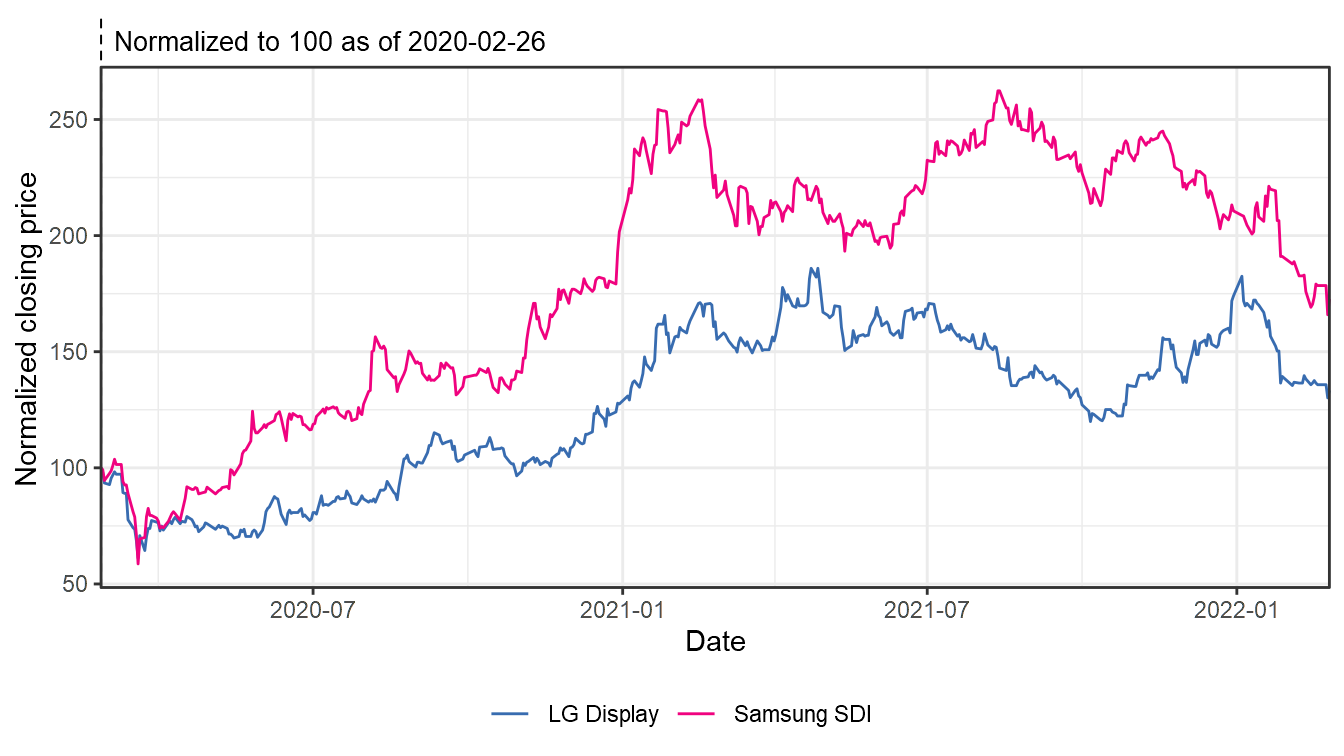 Normalized to 100 as of 2020-02-26
Normalized closing price
250
200
150
100
50
2020-07
2021-01
2021-07
2022-01
Date
LG Display
Samsung SDI